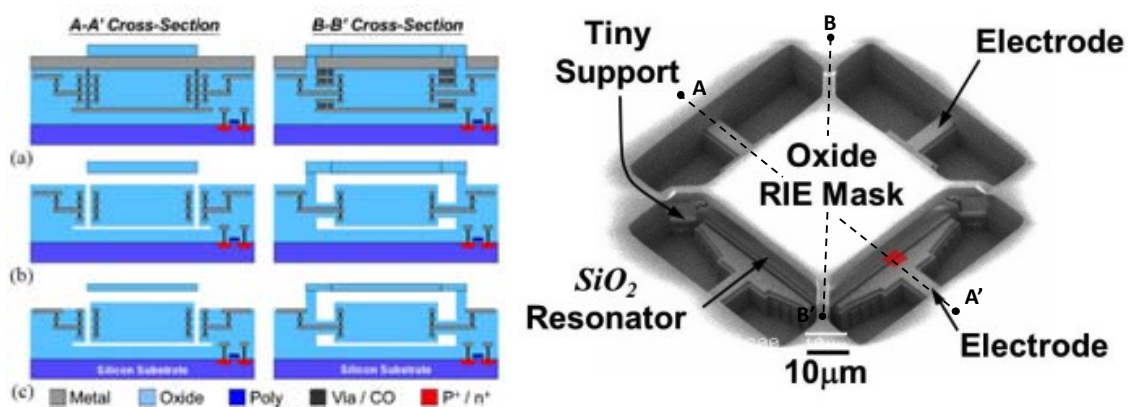 A-A' Cross-Section
B-B' Cross-Section
(a)
(b)
(c)
Silicon Substrate
Silicon Substrate
Metal
Oxide
Poly
Via / CO
P⁺ / n⁺
B
Tiny
Support
Electrode
A
Oxide
RIE Mask
SiO₂
Resonator
B'
A'
Electrode
10μm